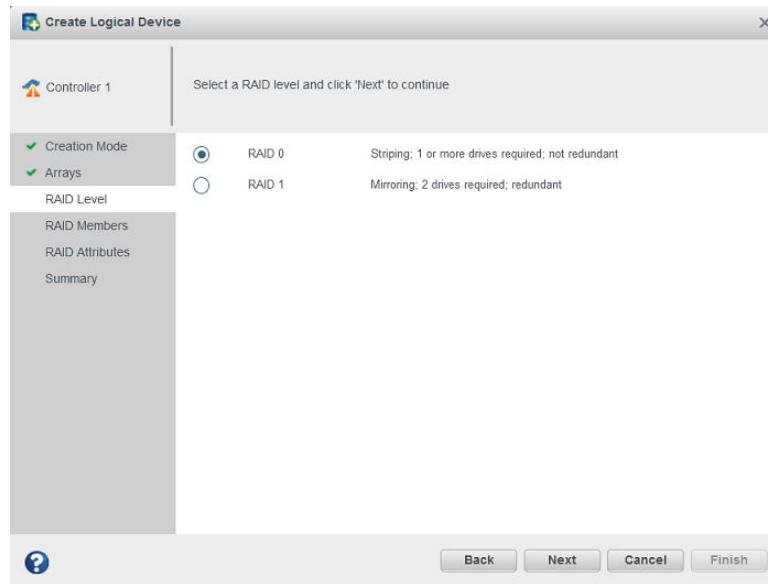 Create Logical Device
Controller 1
Select a RAID level and click 'Next' to continue
Creation Mode
Arrays
RAID Level
RAID Members
RAID Attributes
Summary
RAID 0 Striping; 1 or more drives required; not redundant
RAID 1 Mirroring; 2 drives required; redundant
Back Next Cancel Finish